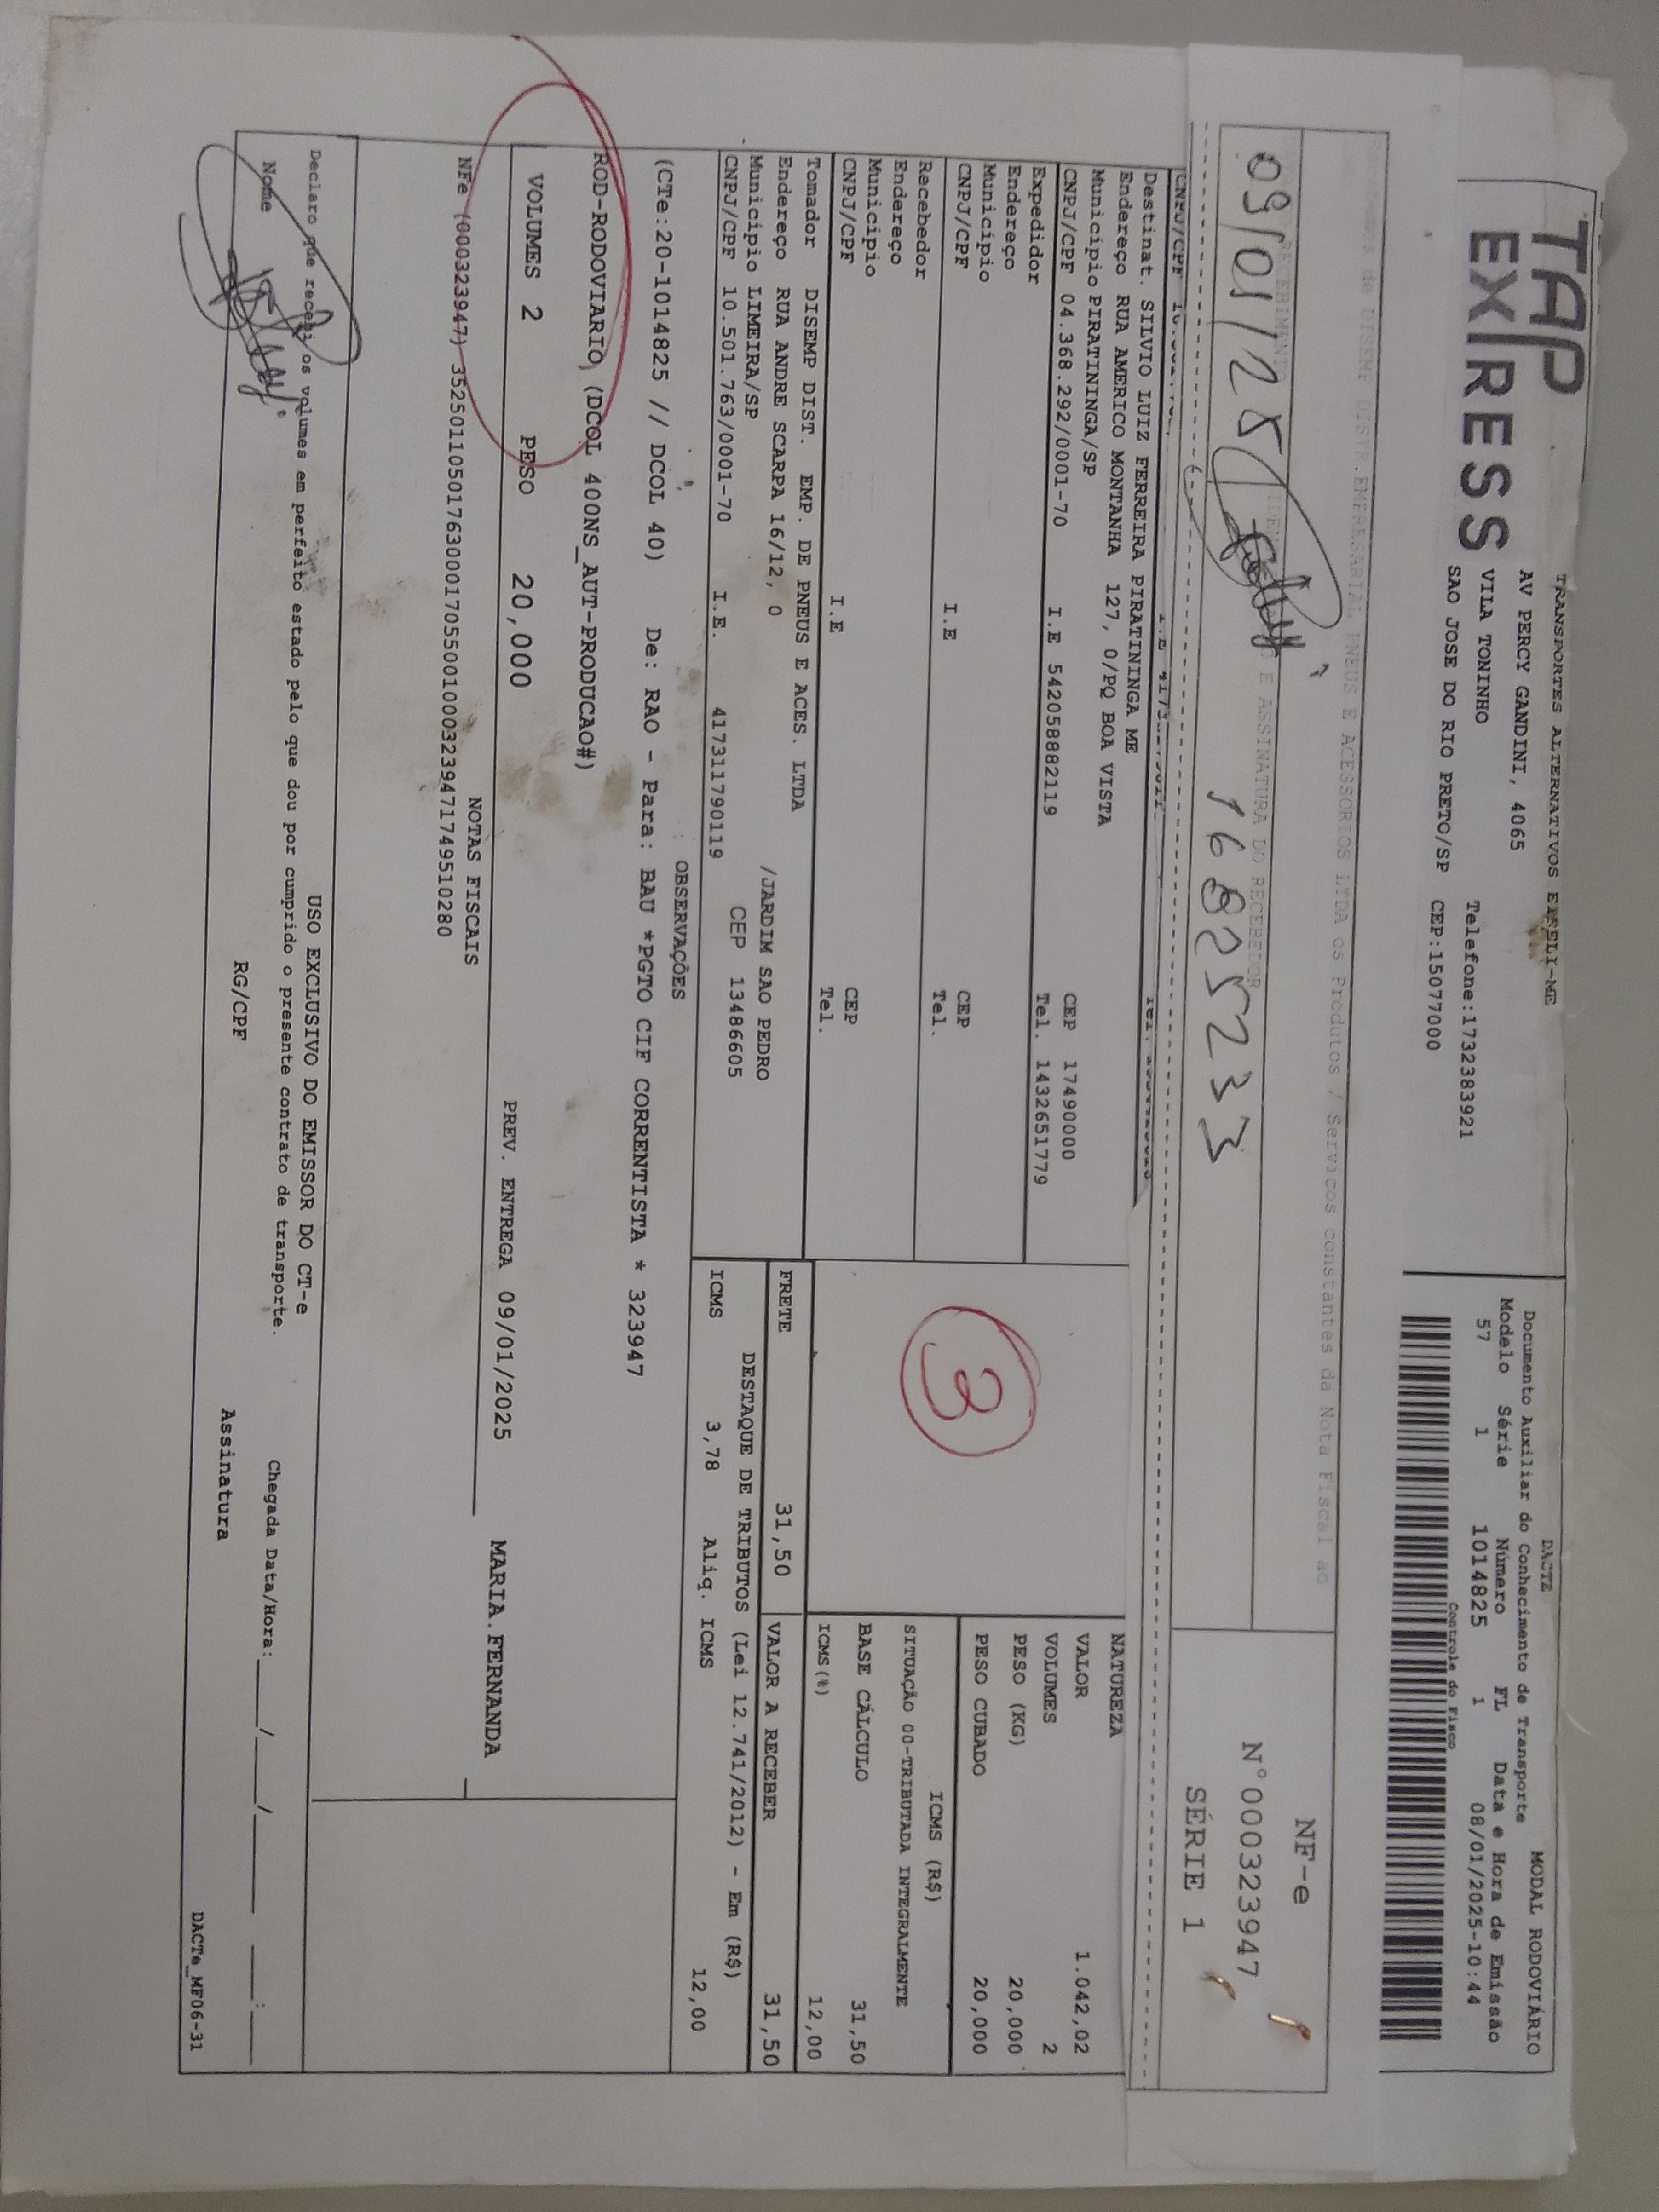 TAP
EXPRESS
TRANSPORTES ALTERNATIVOS EIRELI-ME
AV PERCY GANDINI, 4065
VILA TONINHO Telefone:1732383921
SAO JOSE DO RIO PRETO/SP CEP:15077000
DACTE MODAL RODOVIÁRIO
Documento Auxiliar do Conhecimento de Transporte
Modelo Série Número FL Data e Hora de Emissão
57 1 1014825 1 08/01/2025-10:44
Controle do Fisco
de DISEMP DISTR.EMPRESARIAL PNEUS E ACESSORIOS LTDA os Produtos / Serviços constantes da Nota Fiscal ao
RECEBIMENTO E ASSINATURA DO RECEBEDOR
09/01/25
16825233
NF-e
N°000323947
SÉRIE 1
CNPJ/CPF
Destinat. SILVIO LUIZ FERREIRA PIRATININGA ME
Endereço RUA AMERICO MONTANHA 127, 0/PQ BOA VISTA
Município PIRATININGA/SP CEP 17490000
CNPJ/CPF 04.368.292/0001-70 I.E 542058882119 Tel. 1432651779
Expedidor
Endereço
Município CEP
CNPJ/CPF I.E Tel.
Recebedor
Endereço
Município CEP
CNPJ/CPF I.E Tel.
Tomador DISEMP DIST. EMP. DE PNEUS E ACES. LTDA
Endereço RUA ANDRE SCARPA 16/12, 0 /JARDIM SAO PEDRO
Município LIMEIRA/SP CEP 13486605
CNPJ/CPF 10.501.763/0001-70 I.E. 417311790119
3
NATUREZA
VALOR 1.042,02
VOLUMES 2
PESO (KG) 20,000
PESO CUBADO 20,000
ICMS (R$)
SITUAÇÃO 00-TRIBUTADA INTEGRALMENTE
BASE CÁLCULO 31,50
ICMS(%) 12,00
FRETE 31,50 VALOR A RECEBER 31,50
DESTAQUE DE TRIBUTOS (Lei 12.741/2012) - Em (R$)
ICMS 3,78 Aliq. ICMS 12,00
OBSERVAÇÕES
(CTe:20-1014825 // DCOL 40) De: RAO - Para: BAU *PGTO CIF CORRENTISTA * 323947
ROD-RODOVIARIO, (DCOL 400NS_AUT-PRODUCAO#)
VOLUMES 2 PESO 20,000 PREV. ENTREGA 09/01/2025 MARIA.FERNANDA
NOTAS FISCAIS
NFe (000323947) 35250110501763000170550010003239471749510280
USO EXCLUSIVO DO EMISSOR DO CT-e
Declaro que recebi os volumes em perfeito estado pelo que dou por cumprido o presente contrato de transporte. Chegada Data/Hora:____/____/____ ___:___
Nome RG/CPF Assinatura
DACTe_MF06-31